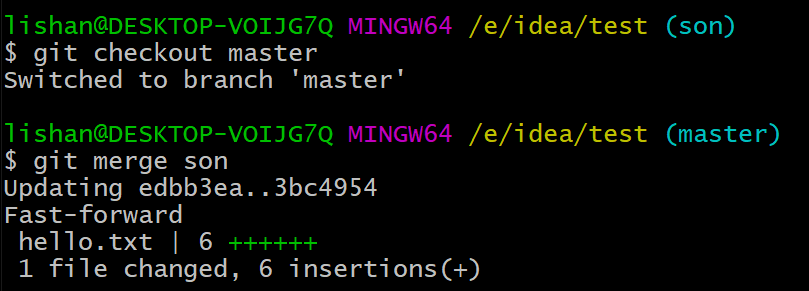 lishan@DESKTOP-VOIJG7Q MINGW64 /e/idea/test (son)
$ git checkout master
Switched to branch 'master'
lishan@DESKTOP-VOIJG7Q MINGW64 /e/idea/test (master)
$ git merge son
Updating edbb3ea..3bc4954
Fast-forward
 hello.txt | 6 ++++++
 1 file changed, 6 insertions(+)